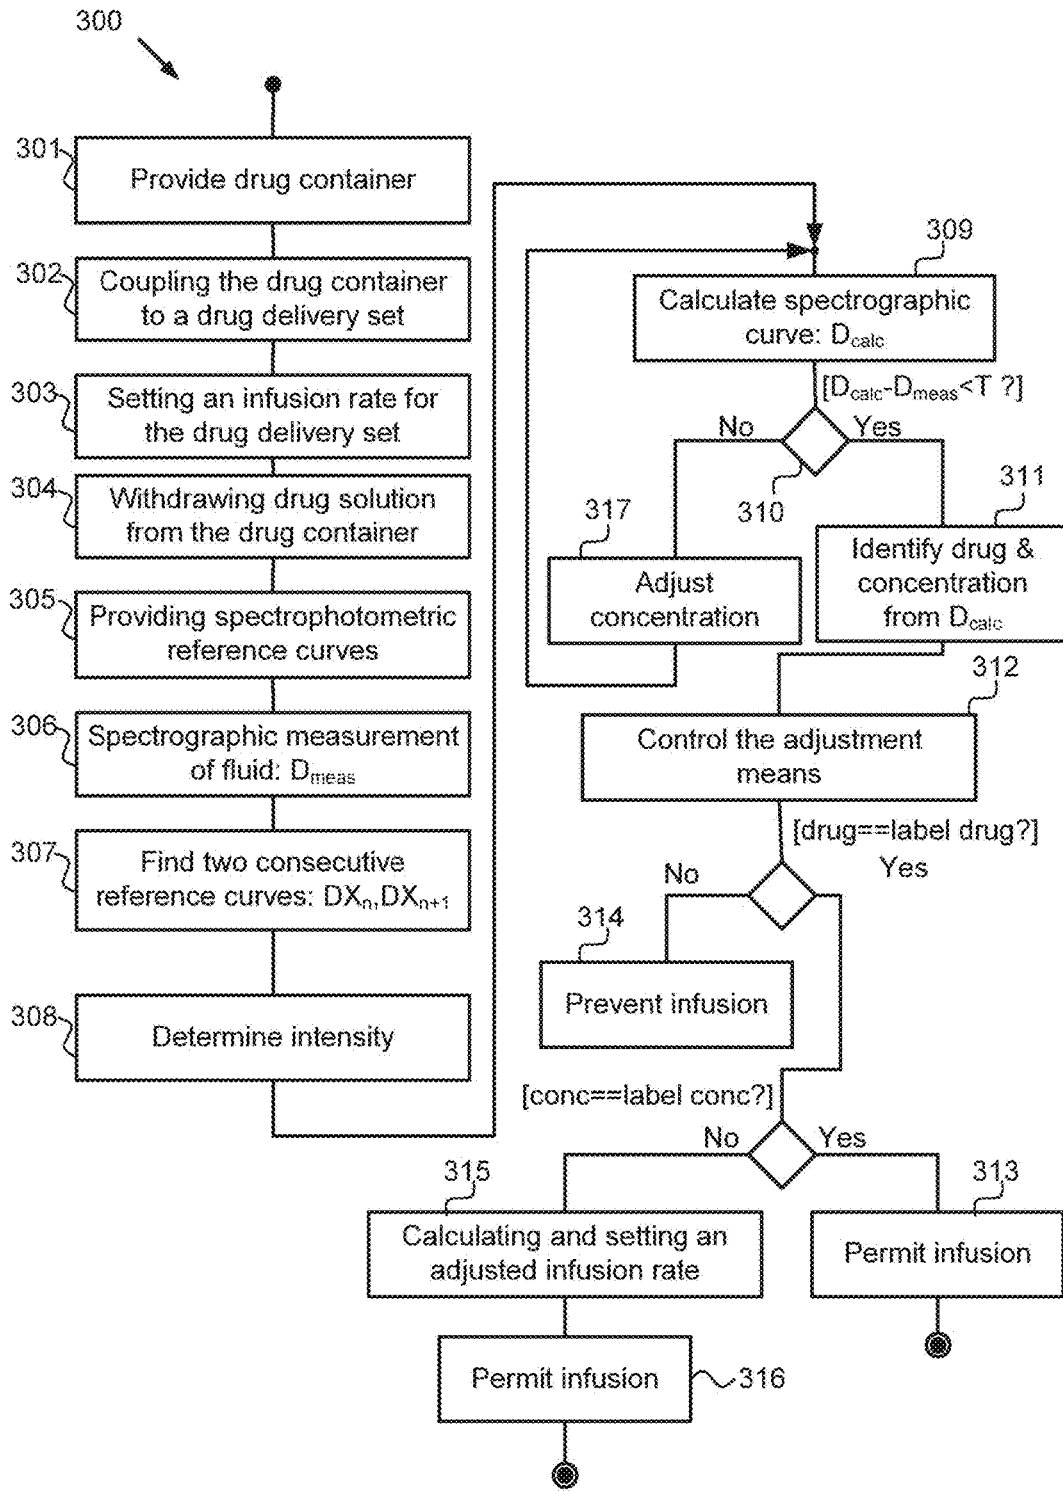 300
301
Provide drug container
302
Coupling the drug container
to a drug delivery set
303
Setting an infusion rate for
the drug delivery set
304
Withdrawing drug solution
from the drug container
305
Providing spectrophotometric
reference curves
306
Spectrographic measurement
of fluid: Dmeas
307
Find two consecutive
reference curves: DXn,DXn+1
308
Determine intensity
309
Calculate spectrographic
curve: Dcalc
[Dcalc-Dmeas<T ?]
No
Yes
310
317
Adjust
concentration
311
Identify drug &
concentration
from Dcalc
312
Control the adjustment
means
[drug==label drug?]
No
Yes
314
Prevent infusion
[conc==label conc?]
No
Yes
315
Calculating and setting an
adjusted infusion rate
313
Permit infusion
Permit infusion
316